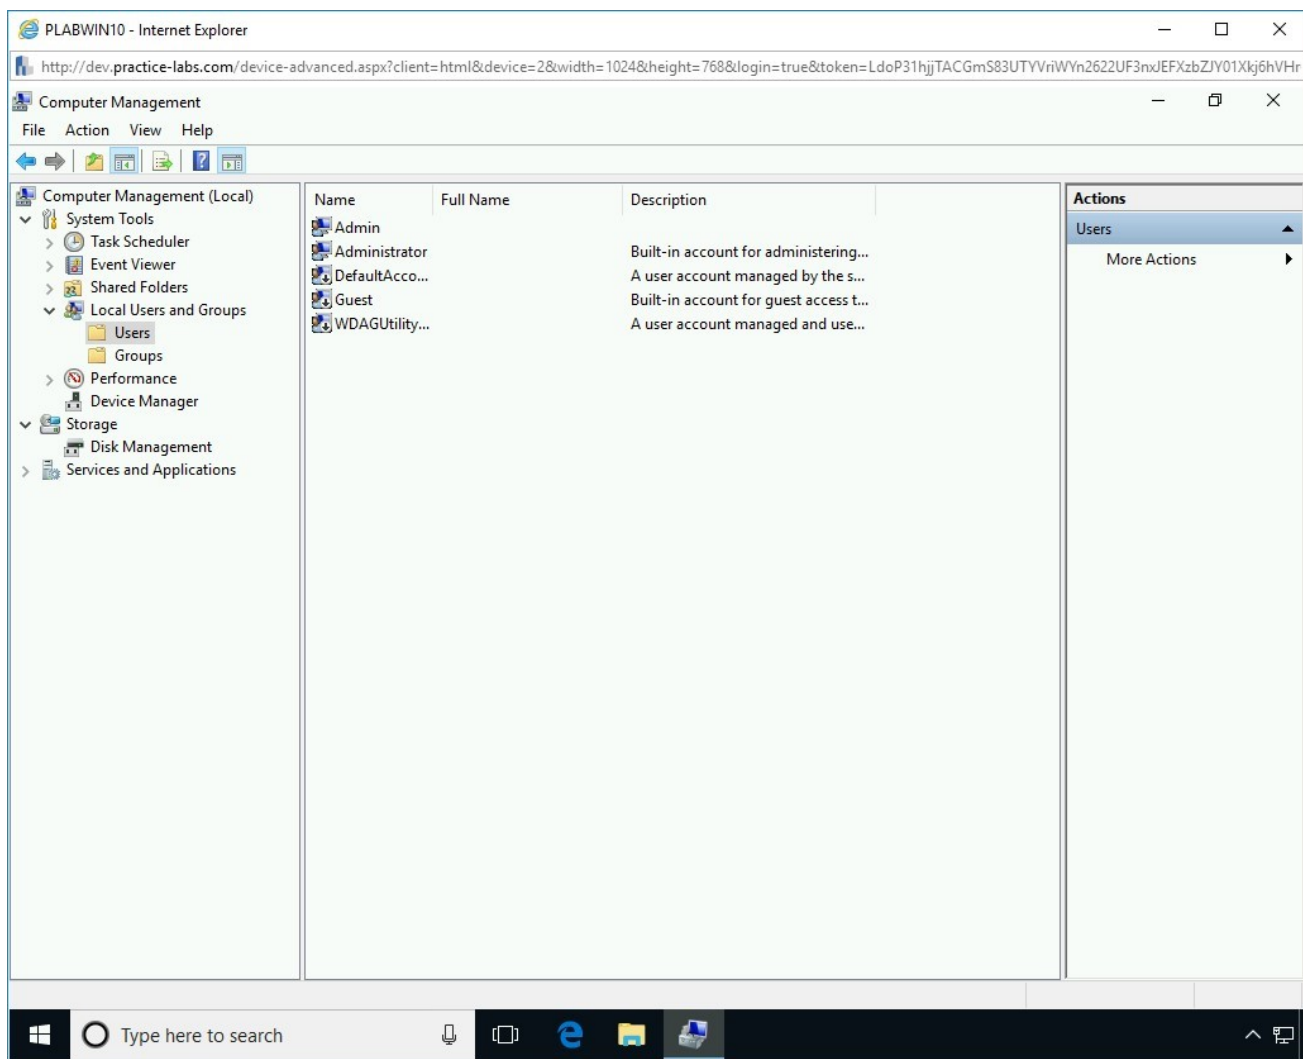 PLABWIN10 - Internet Explorer
http://dev.practice-labs.com/device-advanced.aspx?client=html&device=2&width=1024&height=768&login=true&token=LdoP31hjjTACGmS83UTYVriWYn2622UF3nxJEFXzbZJY01Xkj6hVHr
Computer Management
File Action View Help
Computer Management (Local)
System Tools
Task Scheduler
Event Viewer
Shared Folders
Local Users and Groups
Users
Groups
Performance
Device Manager
Storage
Disk Management
Services and Applications
Name Full Name Description
Admin
Administrator Built-in account for administering...
DefaultAcco... A user account managed by the s...
Guest Built-in account for guest access t...
WDAGUtility... A user account managed and use...
Actions
Users
More Actions
Type here to search